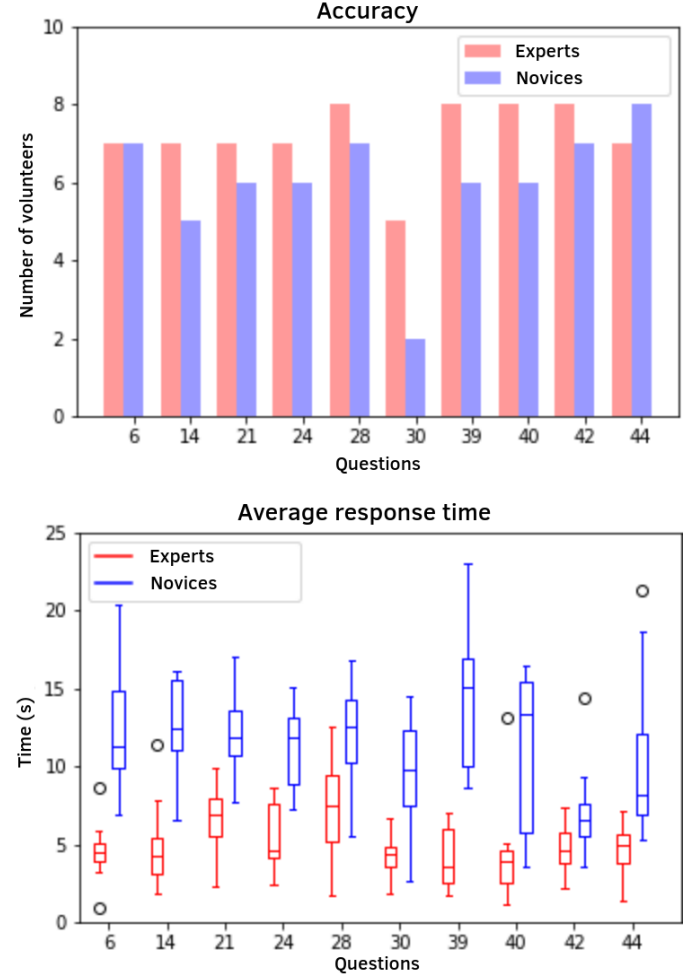 Accuracy
10
8
6
4
2
0
Number of volunteers
Experts
Novices
6 14 21 24 28 30 39 40 42 44
Questions
Average response time
25
20
15
10
5
0
Time (s)
Experts
Novices
6 14 21 24 28 30 39 40 42 44
Questions